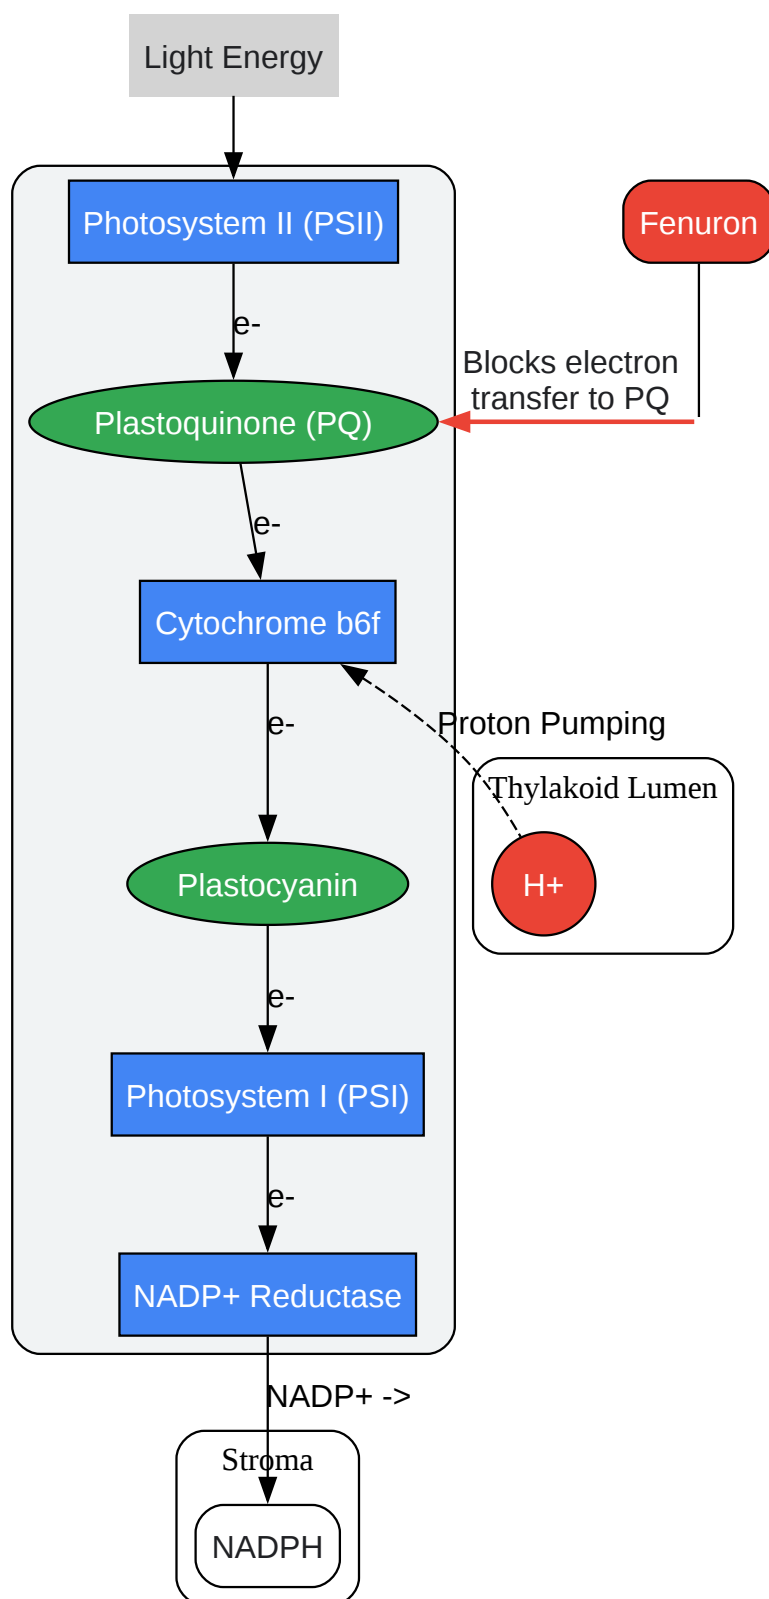 Light Energy
Photosystem II (PSII)
Fenuron
e-
Blocks electron
transfer to PQ
Plastoquinone (PQ)
e-
Cytochrome b6f
e-
Proton Pumping
Thylakoid Lumen
Plastocyanin
H+
e-
Photosystem I (PSI)
e-
NADP+ Reductase
NADP+ ->
Stroma
NADPH